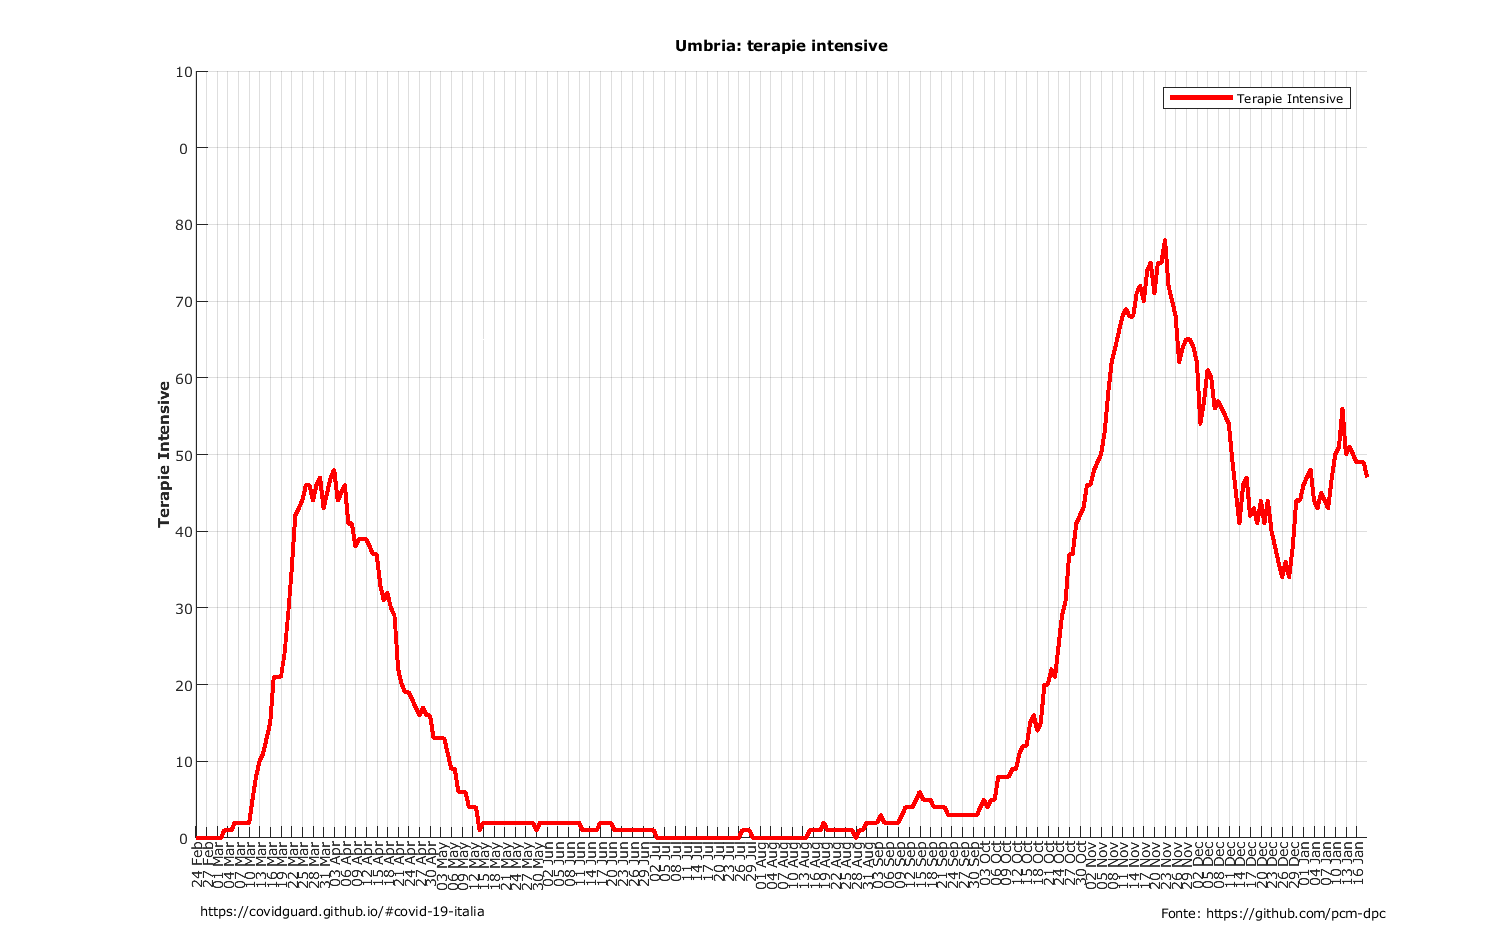 Umbria: terapie intensive
Terapie Intensive
10
0
80
70
60
50
40
30
20
10
0
Terapie Intensive
24 Feb
27 Feb
01 Mar
04 Mar
07 Mar
10 Mar
13 Mar
16 Mar
19 Mar
22 Mar
25 Mar
28 Mar
31 Mar
03 Apr
06 Apr
09 Apr
12 Apr
15 Apr
18 Apr
21 Apr
24 Apr
27 Apr
30 Apr
03 May
06 May
09 May
12 May
15 May
18 May
21 May
24 May
27 May
30 May
02 Jun
05 Jun
08 Jun
11 Jun
14 Jun
17 Jun
20 Jun
23 Jun
26 Jun
29 Jun
02 Jul
05 Jul
08 Jul
11 Jul
14 Jul
17 Jul
20 Jul
23 Jul
26 Jul
29 Jul
01 Aug
04 Aug
07 Aug
10 Aug
13 Aug
16 Aug
19 Aug
22 Aug
25 Aug
28 Aug
31 Aug
03 Sep
06 Sep
09 Sep
12 Sep
15 Sep
18 Sep
21 Sep
24 Sep
27 Sep
30 Sep
03 Oct
06 Oct
09 Oct
12 Oct
15 Oct
18 Oct
21 Oct
24 Oct
27 Oct
30 Oct
02 Nov
05 Nov
08 Nov
11 Nov
14 Nov
17 Nov
20 Nov
23 Nov
26 Nov
29 Nov
02 Dec
05 Dec
08 Dec
11 Dec
14 Dec
17 Dec
20 Dec
23 Dec
26 Dec
29 Dec
01 Jan
04 Jan
07 Jan
10 Jan
13 Jan
16 Jan
https://covidguard.github.io/#covid-19-italia
Fonte: https://github.com/pcm-dpc